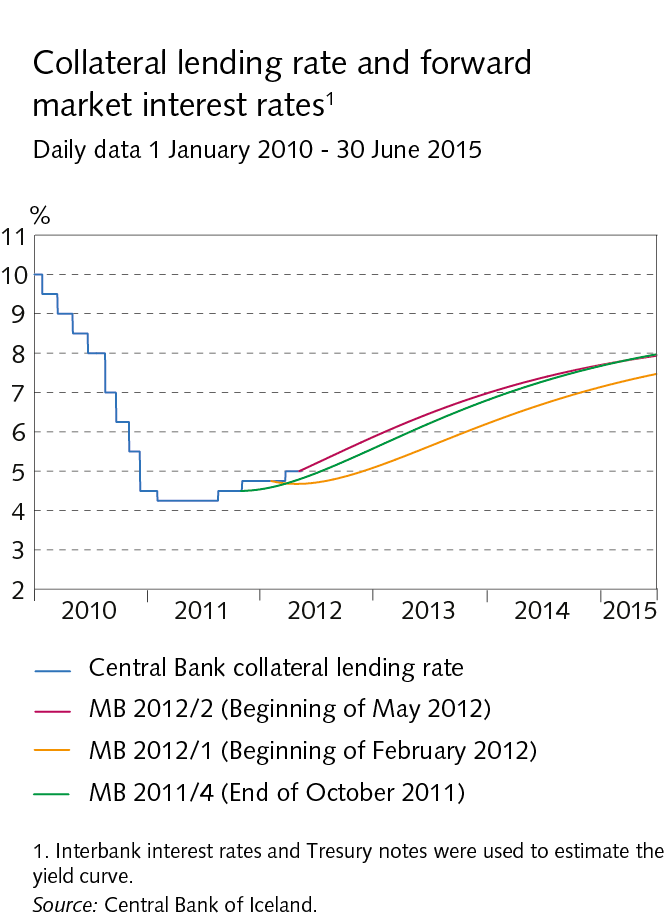 Collateral lending rate and forward
market interest rates¹
Daily data 1 January 2010 - 30 June 2015
%
11
10
9
8
7
6
5
4
3
2
2010 2011 2012 2013 2014 2015
Central Bank collateral lending rate
MB 2012/2 (Beginning of May 2012)
MB 2012/1 (Beginning of February 2012)
MB 2011/4 (End of October 2011)
1. Interbank interest rates and Tresury notes were used to estimate the
yield curve.
Source: Central Bank of Iceland.